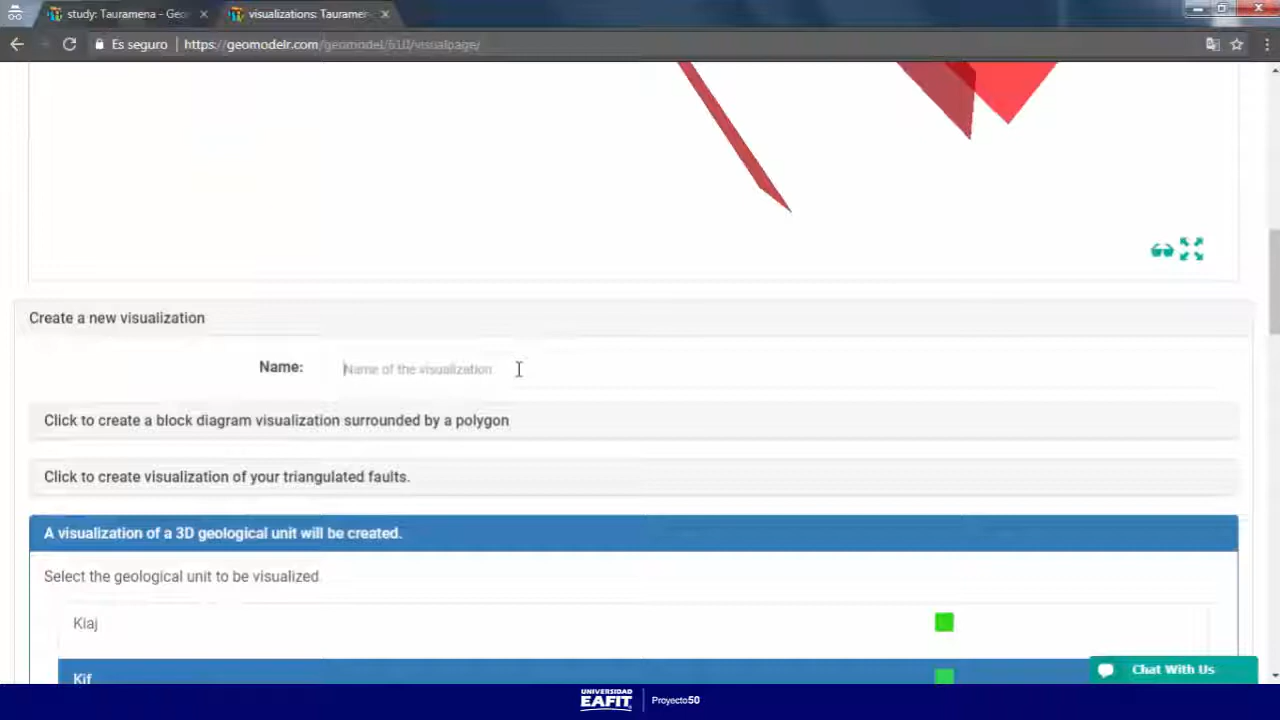 study: Tauramena - Geo
visualizations: Taurame
Es seguro
https://geomodelr.com/geomodel/610/visualpage/
Create a new visualization
Name:
Name of the visualization
Click to create a block diagram visualization surrounded by a polygon
Click to create visualization of your triangulated faults.
A visualization of a 3D geological unit will be created.
Select the geological unit to be visualized
Kiaj
Kif
Chat With Us
UNIVERSIDAD
EAFIT
Proyecto50